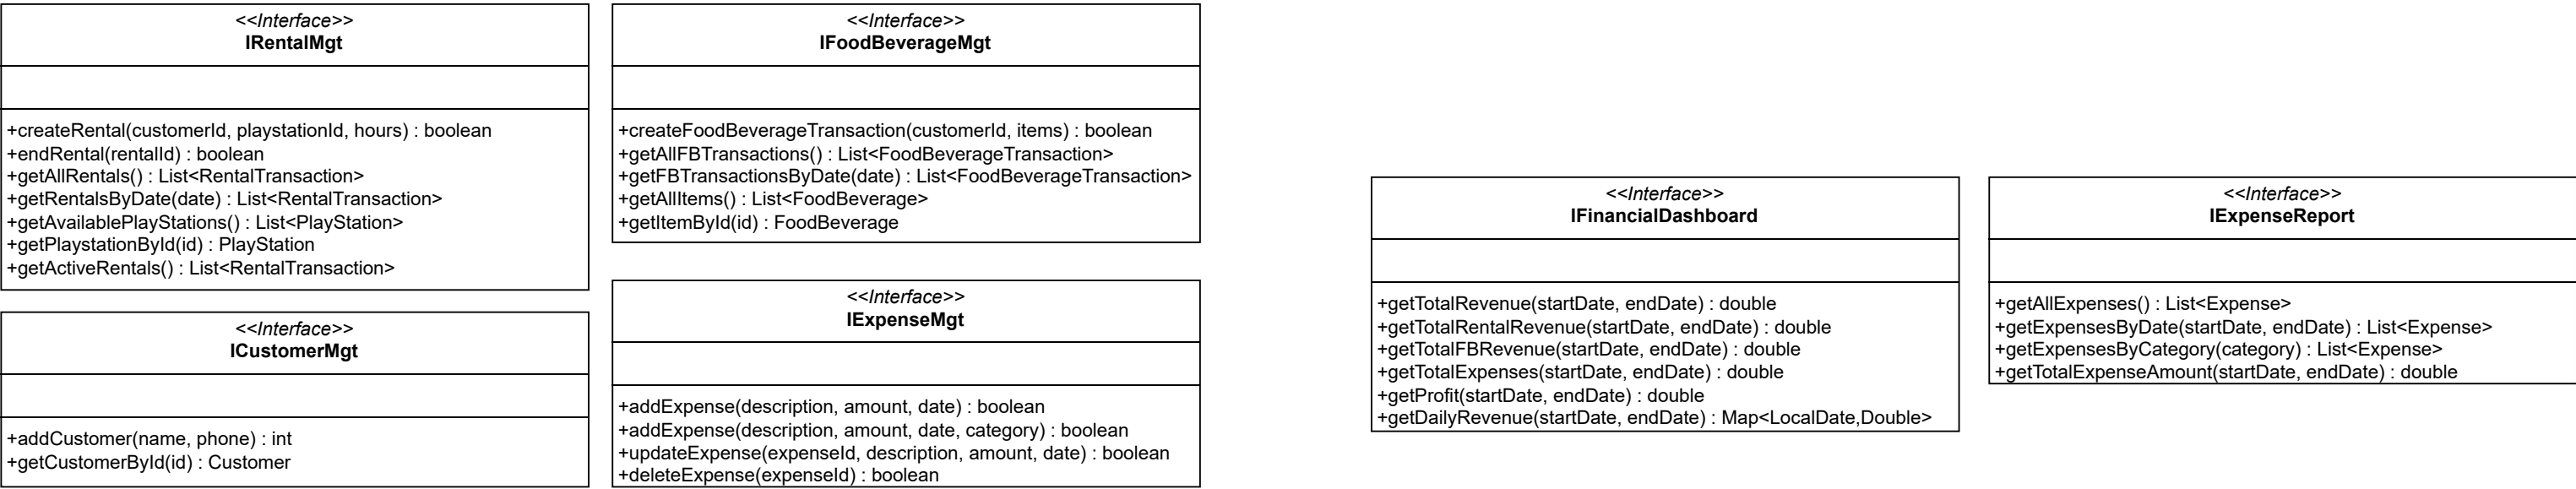 <<Interface>>
IRentalMgt
+createRental(customerId, playstationId, hours) : boolean
+endRental(rentalId) : boolean
+getAllRentals() : List<RentalTransaction>
+getRentalsByDate(date) : List<RentalTransaction>
+getAvailablePlayStations() : List<PlayStation>
+getPlaystationById(id) : PlayStation
+getActiveRentals() : List<RentalTransaction>
<<Interface>>
ICustomerMgt
+addCustomer(name, phone) : int
+getCustomerById(id) : Customer
<<Interface>>
IFoodBeverageMgt
+createFoodBeverageTransaction(customerId, items) : boolean
+getAllFBTransactions() : List<FoodBeverageTransaction>
+getFBTransactionsByDate(date) : List<FoodBeverageTransaction>
+getAllItems() : List<FoodBeverage>
+getItemById(id) : FoodBeverage
<<Interface>>
IExpenseMgt
+addExpense(description, amount, date) : boolean
+addExpense(description, amount, date, category) : boolean
+updateExpense(expenseId, description, amount, date) : boolean
+deleteExpense(expenseId) : boolean
<<Interface>>
IFinancialDashboard
+getTotalRevenue(startDate, endDate) : double
+getTotalRentalRevenue(startDate, endDate) : double
+getTotalFBRevenue(startDate, endDate) : double
+getTotalExpenses(startDate, endDate) : double
+getProfit(startDate, endDate) : double
+getDailyRevenue(startDate, endDate) : Map<LocalDate,Double>
<<Interface>>
IExpenseReport
+getAllExpenses() : List<Expense>
+getExpensesByDate(startDate, endDate) : List<Expense>
+getExpensesByCategory(category) : List<Expense>
+getTotalExpenseAmount(startDate, endDate) : double